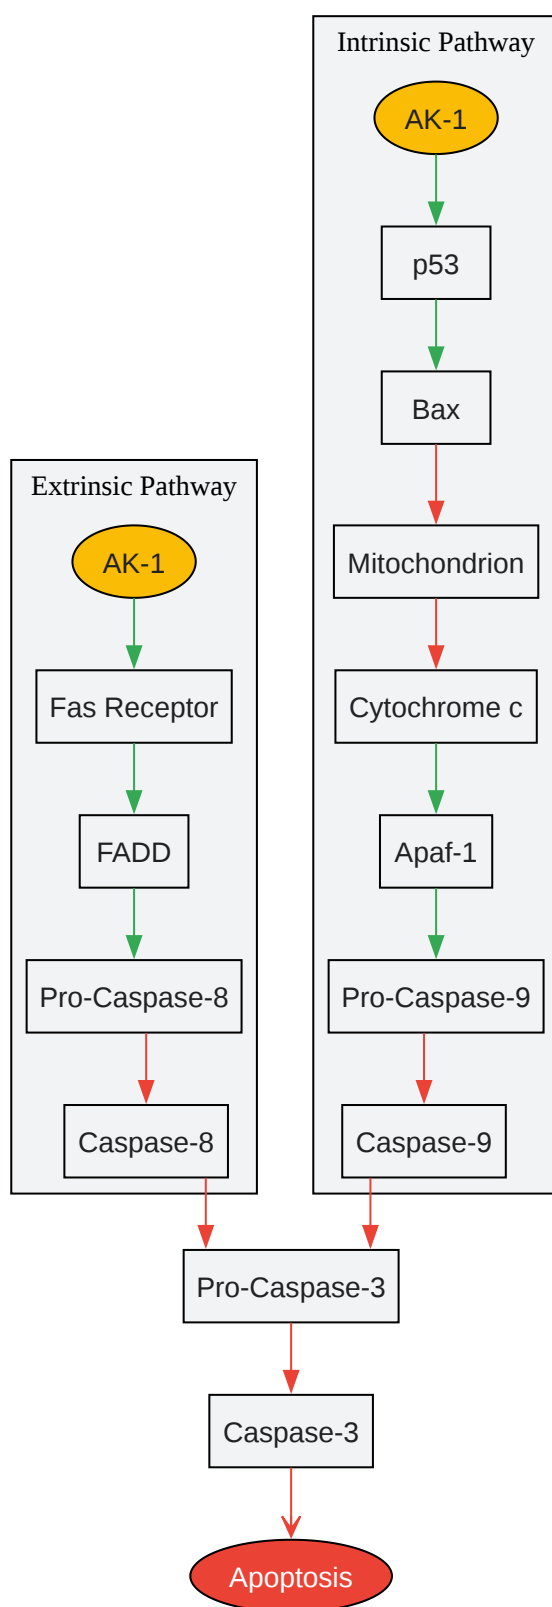 Intrinsic Pathway
AK-1
p53
Bax
Mitochondrion
Cytochrome c
Apaf-1
Pro-Caspase-9
Caspase-9
Extrinsic Pathway
AK-1
Fas Receptor
FADD
Pro-Caspase-8
Caspase-8
Pro-Caspase-3
Caspase-3
Apoptosis